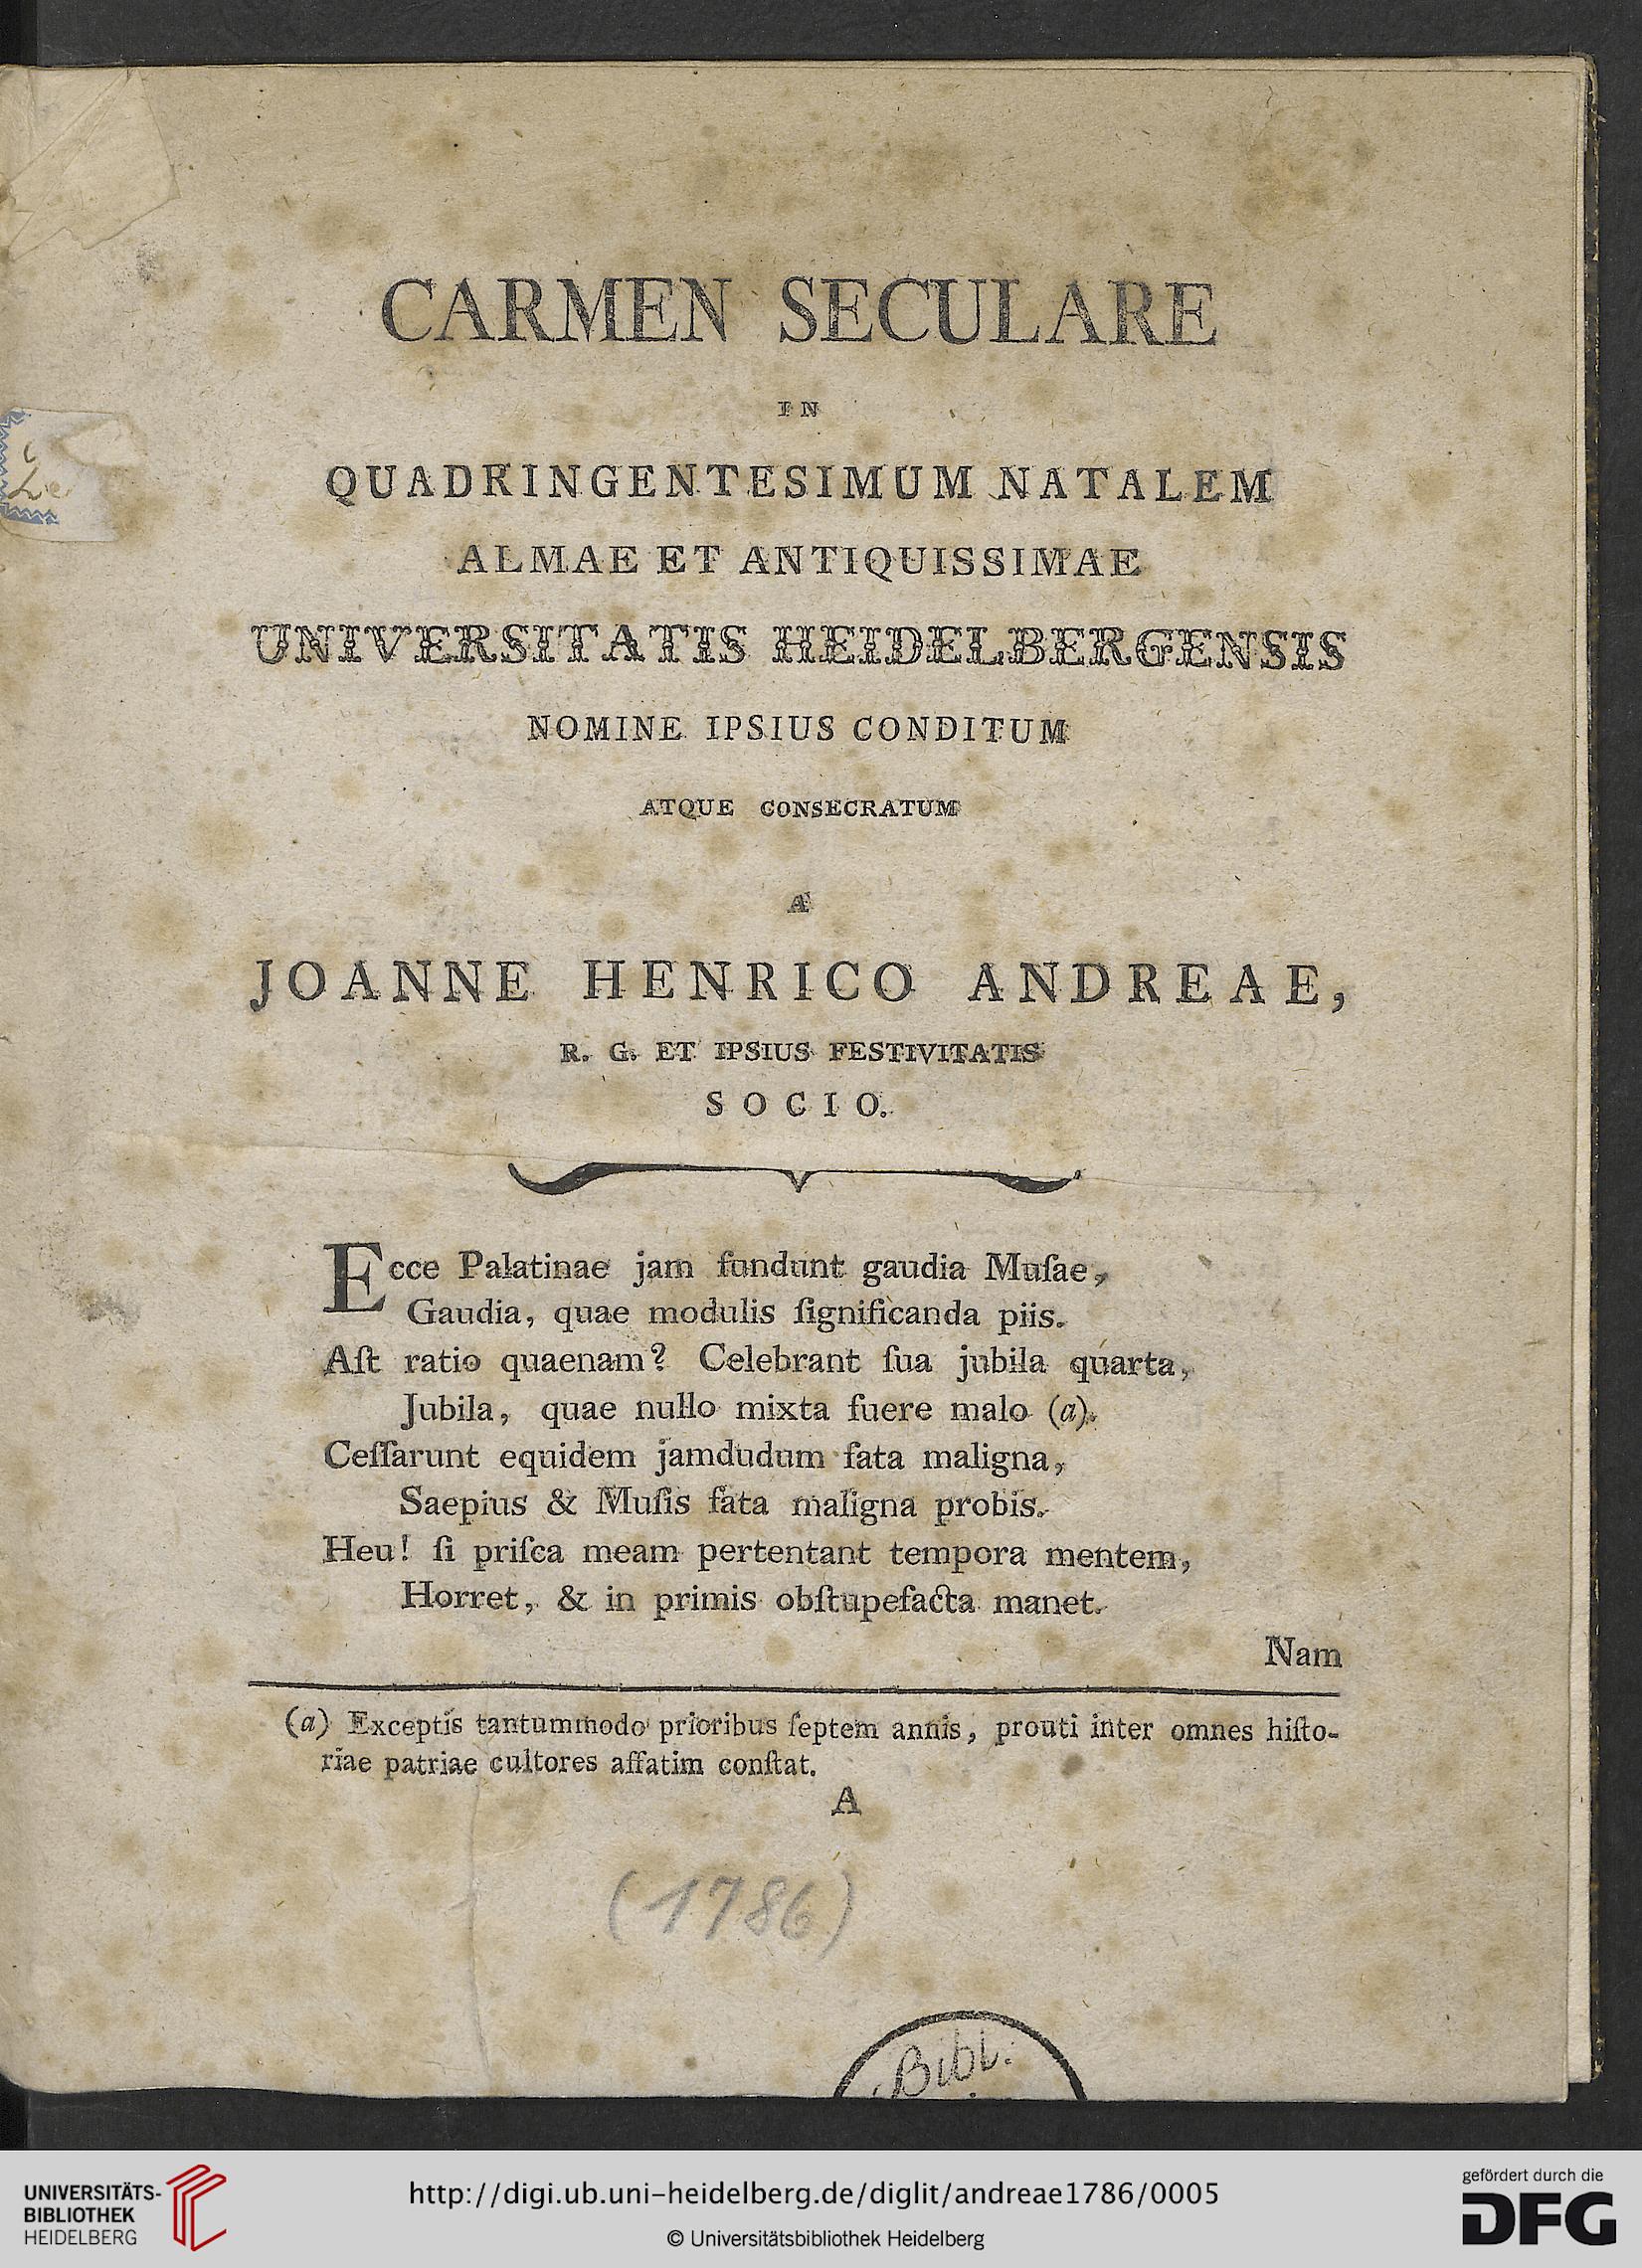 CARMEN SECULARE
IN
QUADRINGENTESIMUM NATALEM
ALMAE ET ANTIQUISSIMAE
UNIVERSITATIS HEIDELBERGENSIS
NOMINE IPSIUS CONDITUM
ATQUE CONSECRATUM
A
JOANNE HENRICO ANDREAE,
R. G. ET IPSIUS FESTIVITATIS
SOCIO.
Ecce Palatinae jam fundunt gaudia Muſae,
Gaudia, quae modulis ſignificanda piis.
Aſt ratio quaenam? Celebrant ſua jubila quarta,
Jubila, quae nullo mixta fuere malo (a).
Ceſſarunt equidem jamdudum fata maligna,
Saepius & Muſis fata maligna probis.
Heu! ſi priſca meam pertentant tempora mentem,
Horret, & in primis obſtupefacta manet.
Nam
(a) Exceptis tantummodo prioribus ſeptem annis, prouti inter omnes hiſto-
riae patriae cultores affatim conſtat.
A
(1786)
Bibl.
UNIVERSITÄTS-
BIBLIOTHEK
HEIDELBERG
http://digi.ub.uni-heidelberg.de/diglit/andreae1786/0005
© Universitätsbibliothek Heidelberg
gefördert durch die
DFG